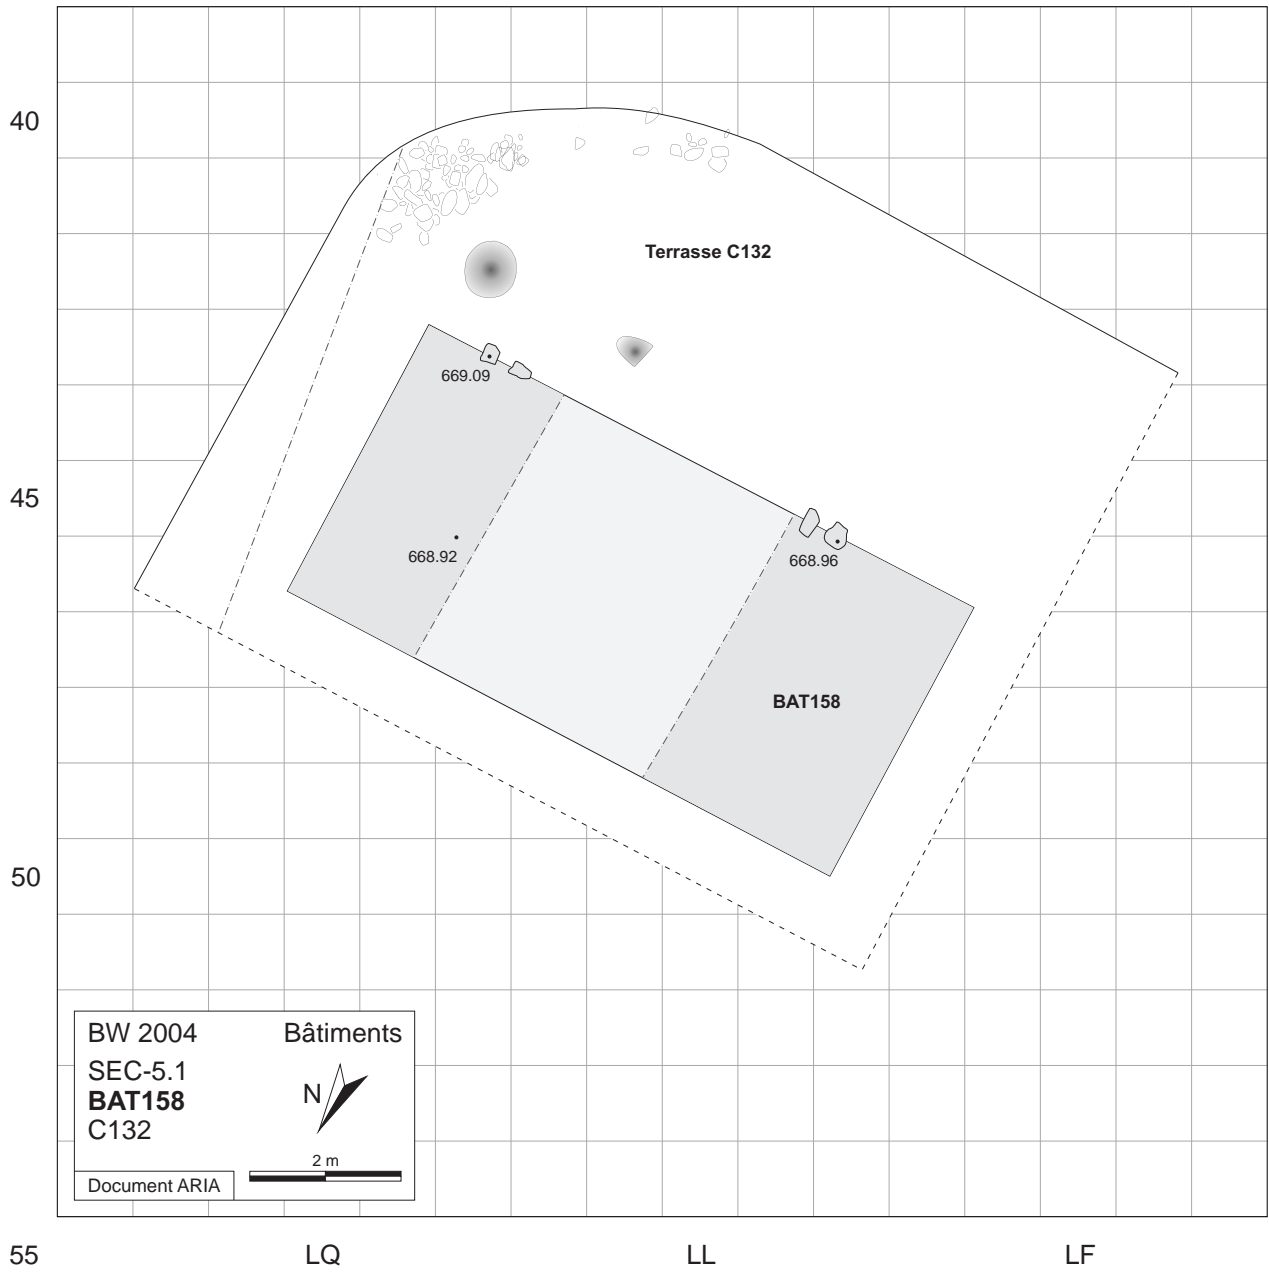 40
Terrasse C132
669.09
45
668.92
668.96
BAT158
50
BW 2004 Bâtiments
SEC-5.1
BAT158
N
C132
2 m
Document ARIA
55 LQ LL LF